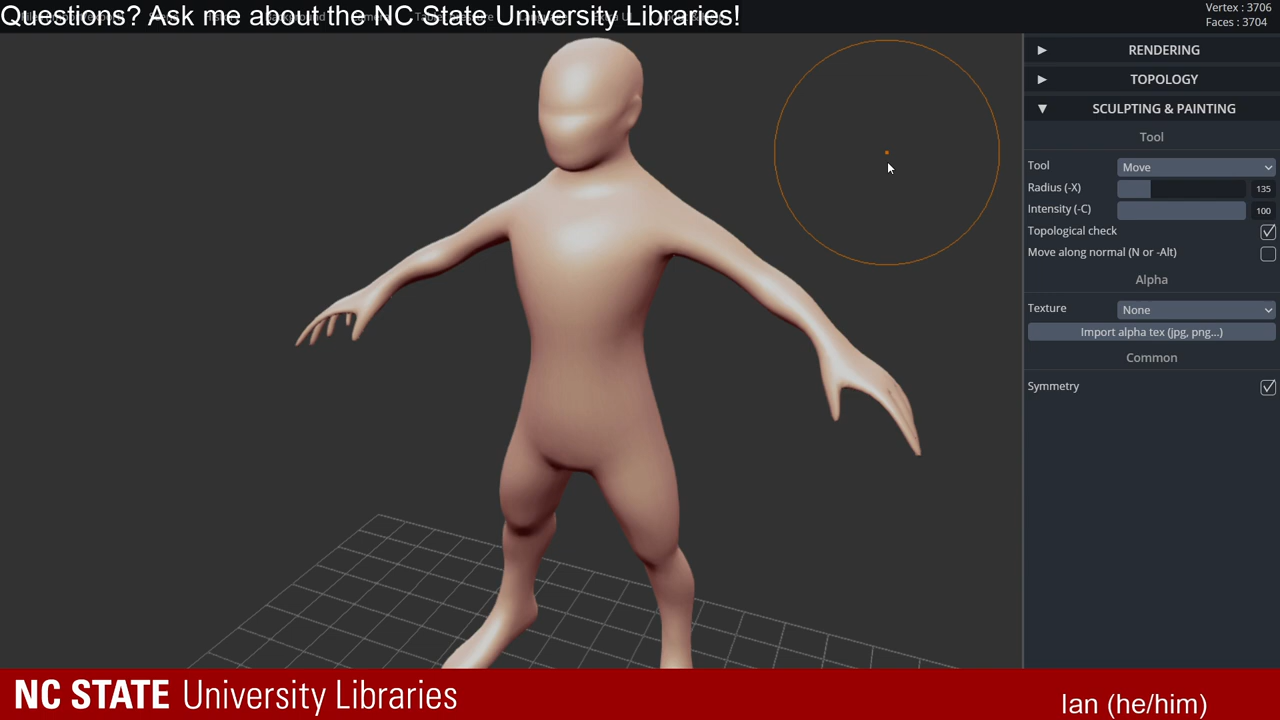 Questions? Ask me about the NC State University Libraries!
Vertex : 3706
Faces : 3704
RENDERING
TOPOLOGY
SCULPTING & PAINTING
Tool
Tool Move
Radius (-X) 135
Intensity (-C) 100
Topological check
Move along normal (N or -Alt)
Alpha
Texture None
Import alpha tex (jpg, png...)
Common
Symmetry
NC STATE University Libraries
Ian (he/him)